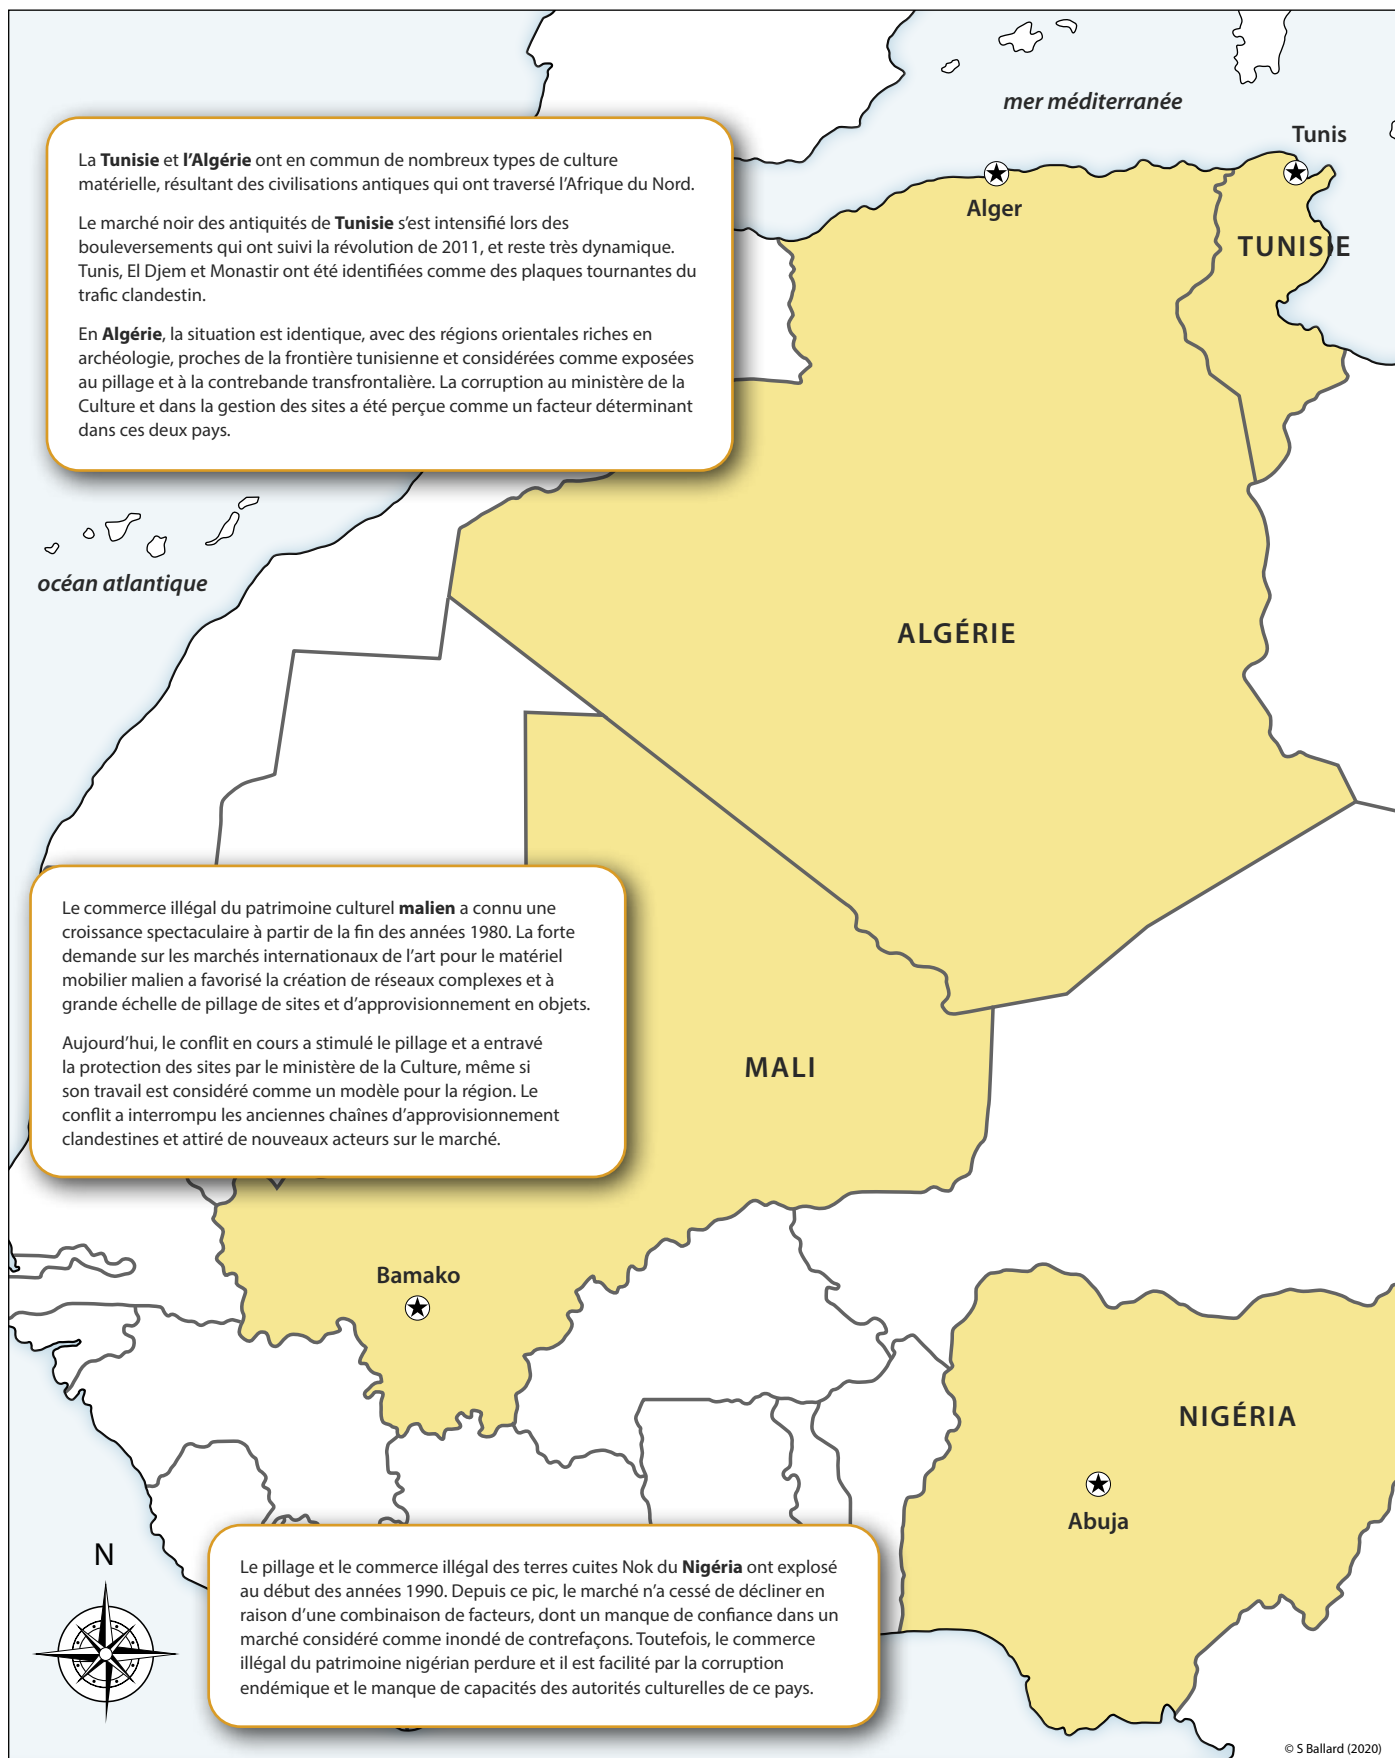 mer méditerranée
Tunis
Alger
TUNISIE
La Tunisie et l’Algérie ont en commun de nombreux types de culture
matérielle, résultant des civilisations antiques qui ont traversé l’Afrique du Nord.
Le marché noir des antiquités de Tunisie s’est intensifié lors des
bouleversements qui ont suivi la révolution de 2011, et reste très dynamique.
Tunis, El Djem et Monastir ont été identifiées comme des plaques tournantes du
trafic clandestin.
En Algérie, la situation est identique, avec des régions orientales riches en
archéologie, proches de la frontière tunisienne et considérées comme exposées
au pillage et à la contrebande transfrontalière. La corruption au ministère de la
Culture et dans la gestion des sites a été perçue comme un facteur déterminant
dans ces deux pays.
océan atlantique
ALGÉRIE
Le commerce illégal du patrimoine culturel malien a connu une
croissance spectaculaire à partir de la fin des années 1980. La forte
demande sur les marchés internationaux de l’art pour le matériel
mobilier malien a favorisé la création de réseaux complexes et à
grande échelle de pillage de sites et d’approvisionnement en objets.
Aujourd’hui, le conflit en cours a stimulé le pillage et a entravé
la protection des sites par le ministère de la Culture, même si
son travail est considéré comme un modèle pour la région. Le
conflit a interrompu les anciennes chaînes d’approvisionnement
clandestines et attiré de nouveaux acteurs sur le marché.
MALI
Bamako
NIGÉRIA
Abuja
N
Le pillage et le commerce illégal des terres cuites Nok du Nigéria ont explosé
au début des années 1990. Depuis ce pic, le marché n’a cessé de décliner en
raison d’une combinaison de facteurs, dont un manque de confiance dans un
marché considéré comme inondé de contrefaçons. Toutefois, le commerce
illégal du patrimoine nigérian perdure et il est facilité par la corruption
endémique et le manque de capacités des autorités culturelles de ce pays.
© S Ballard (2020)